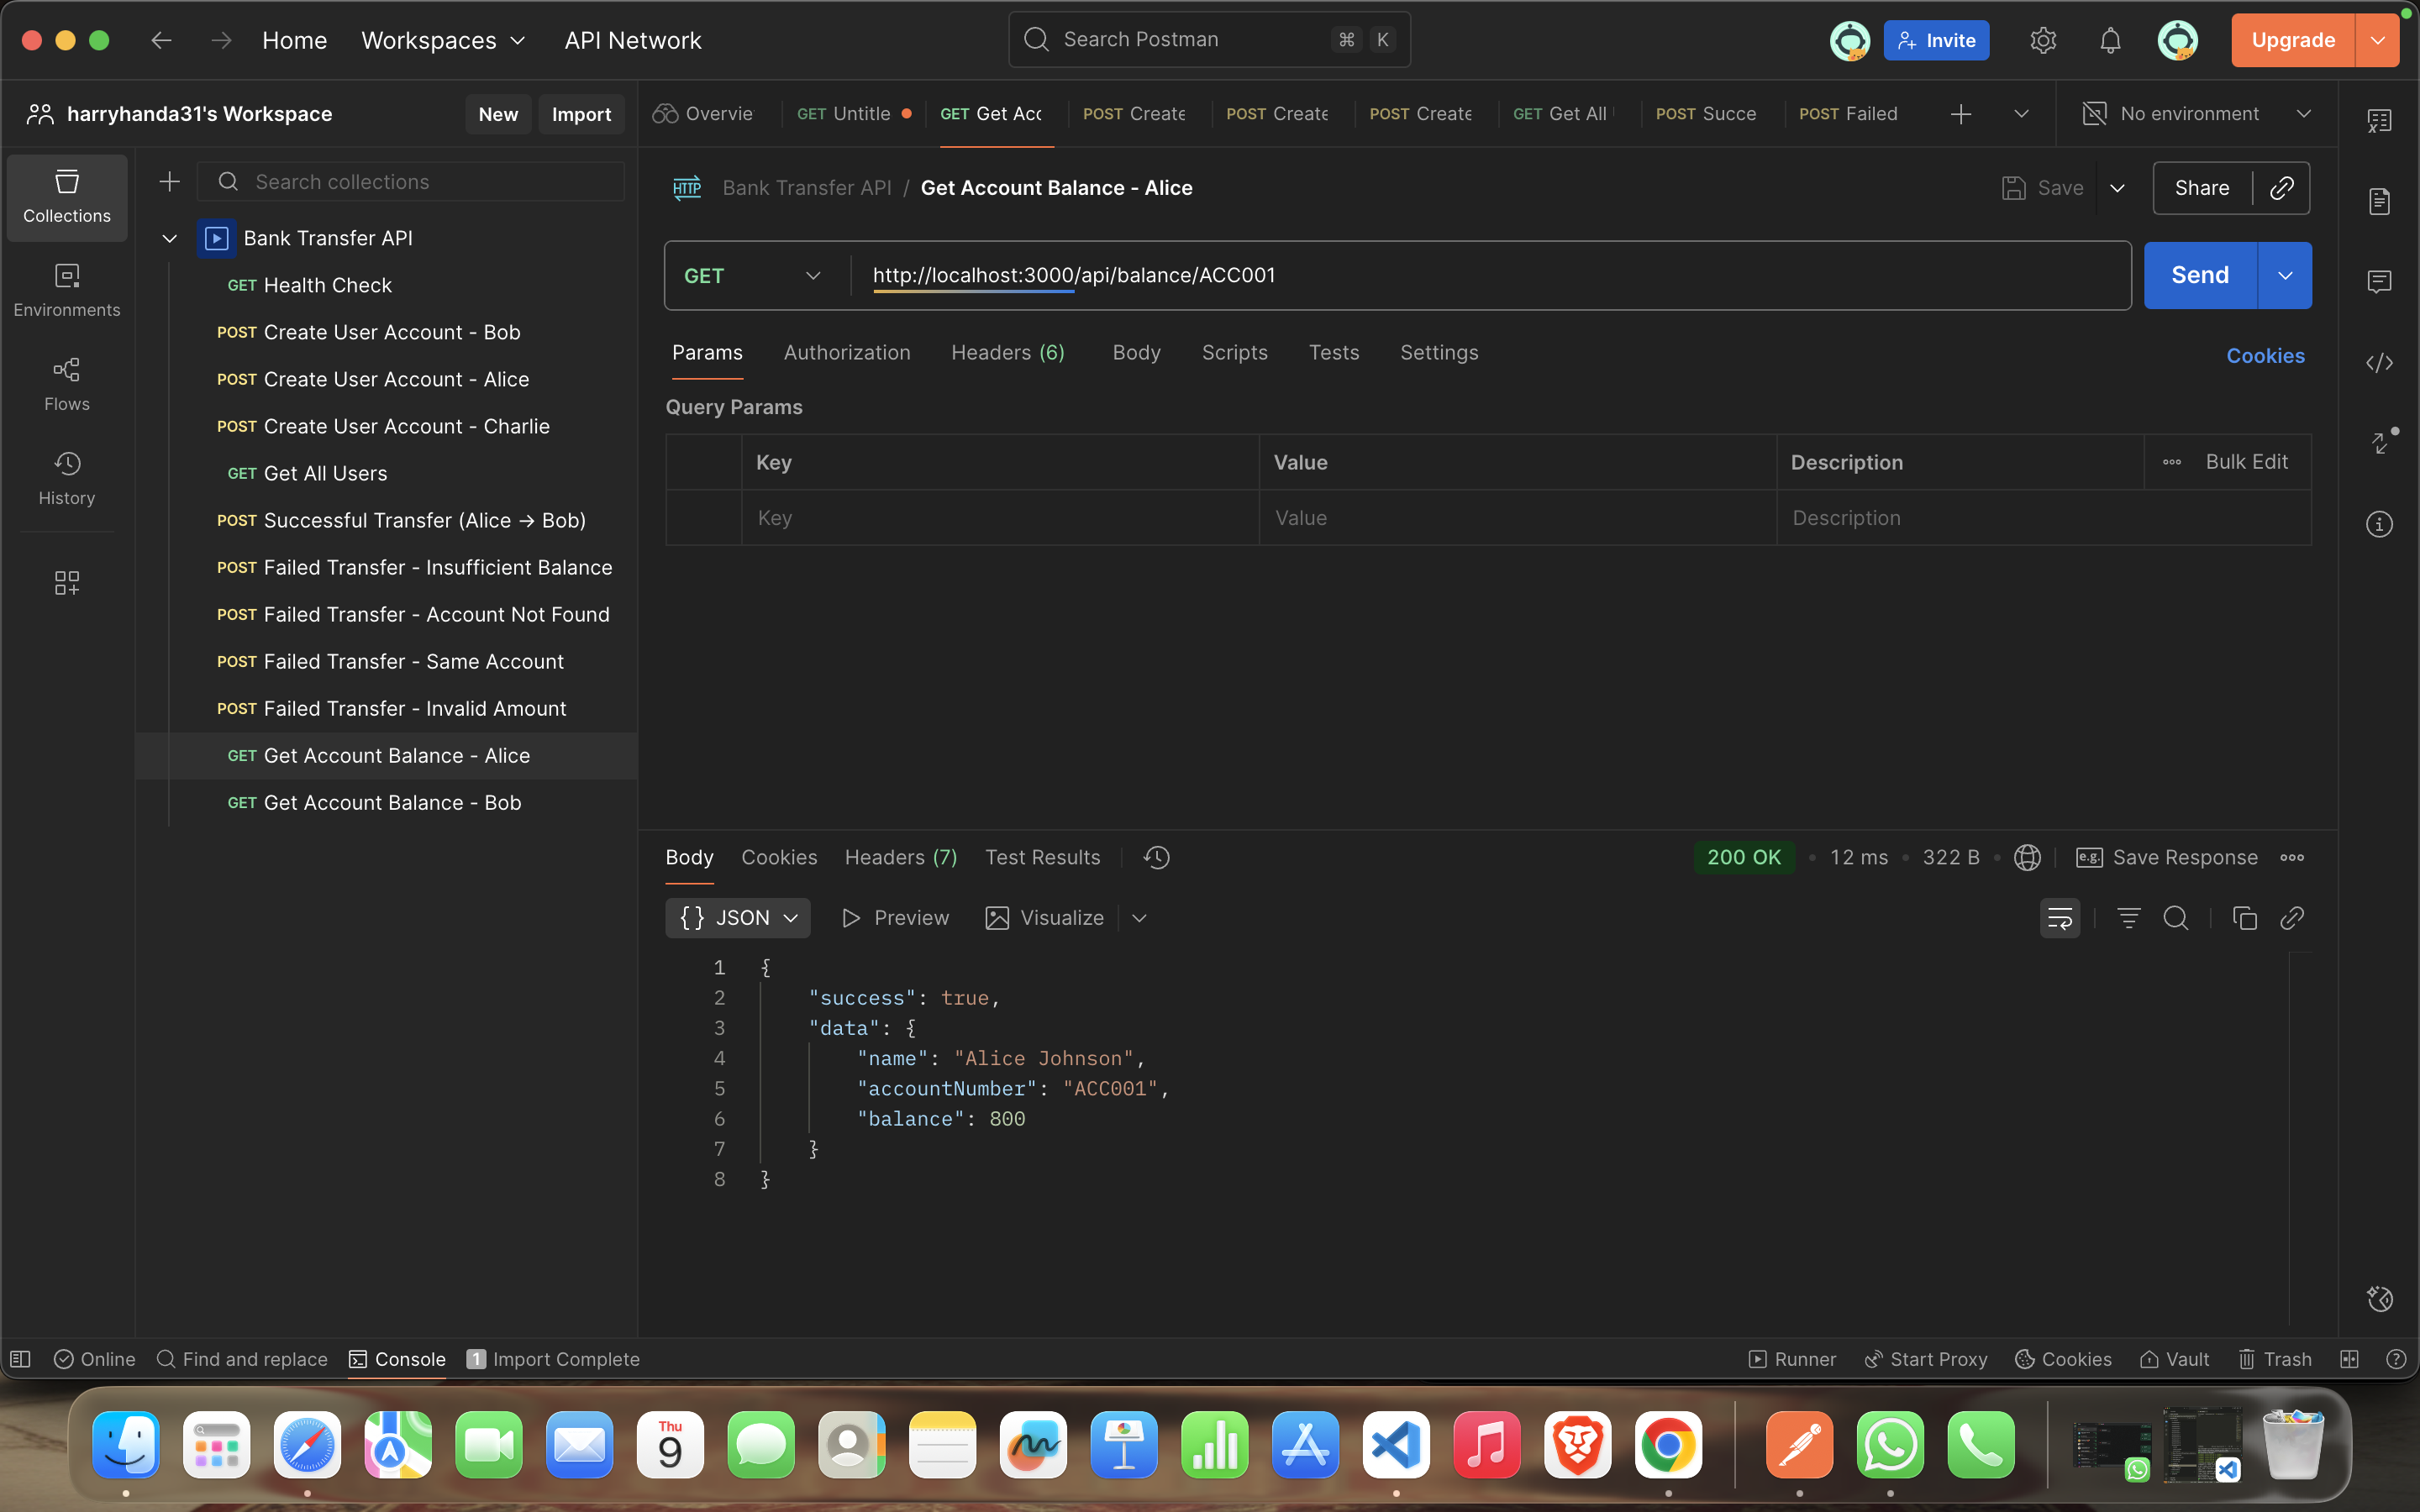 Home
Workspaces
API Network
Search Postman
⌘ K
Invite
Upgrade
harryhanda31's Workspace
New
Import
Overvie
GET Untitle
GET Get Acc
POST Create
POST Create
POST Create
GET Get All
POST Succe
POST Failed
No environment
Collections
Environments
Flows
History
Search collections
Bank Transfer API
GET Health Check
POST Create User Account - Bob
POST Create User Account - Alice
POST Create User Account - Charlie
GET Get All Users
POST Successful Transfer (Alice → Bob)
POST Failed Transfer - Insufficient Balance
POST Failed Transfer - Account Not Found
POST Failed Transfer - Same Account
POST Failed Transfer - Invalid Amount
GET Get Account Balance - Alice
GET Get Account Balance - Bob
HTTP
Bank Transfer API / Get Account Balance - Alice
Save
Share
GET
http://localhost:3000/api/balance/ACC001
Send
Params
Authorization
Headers (6)
Body
Scripts
Tests
Settings
Cookies
Query Params
Key
Value
Description
Bulk Edit
Key
Value
Description
Body
Cookies
Headers (7)
Test Results
200 OK
12 ms
322 B
e.g. Save Response
{} JSON
Preview
Visualize
1 {
2 "success": true,
3 "data": {
4 "name": "Alice Johnson",
5 "accountNumber": "ACC001",
6 "balance": 800
7 }
8 }
Online
Find and replace
Console
1 Import Complete
Runner
Start Proxy
Cookies
Vault
Trash
Thu
9